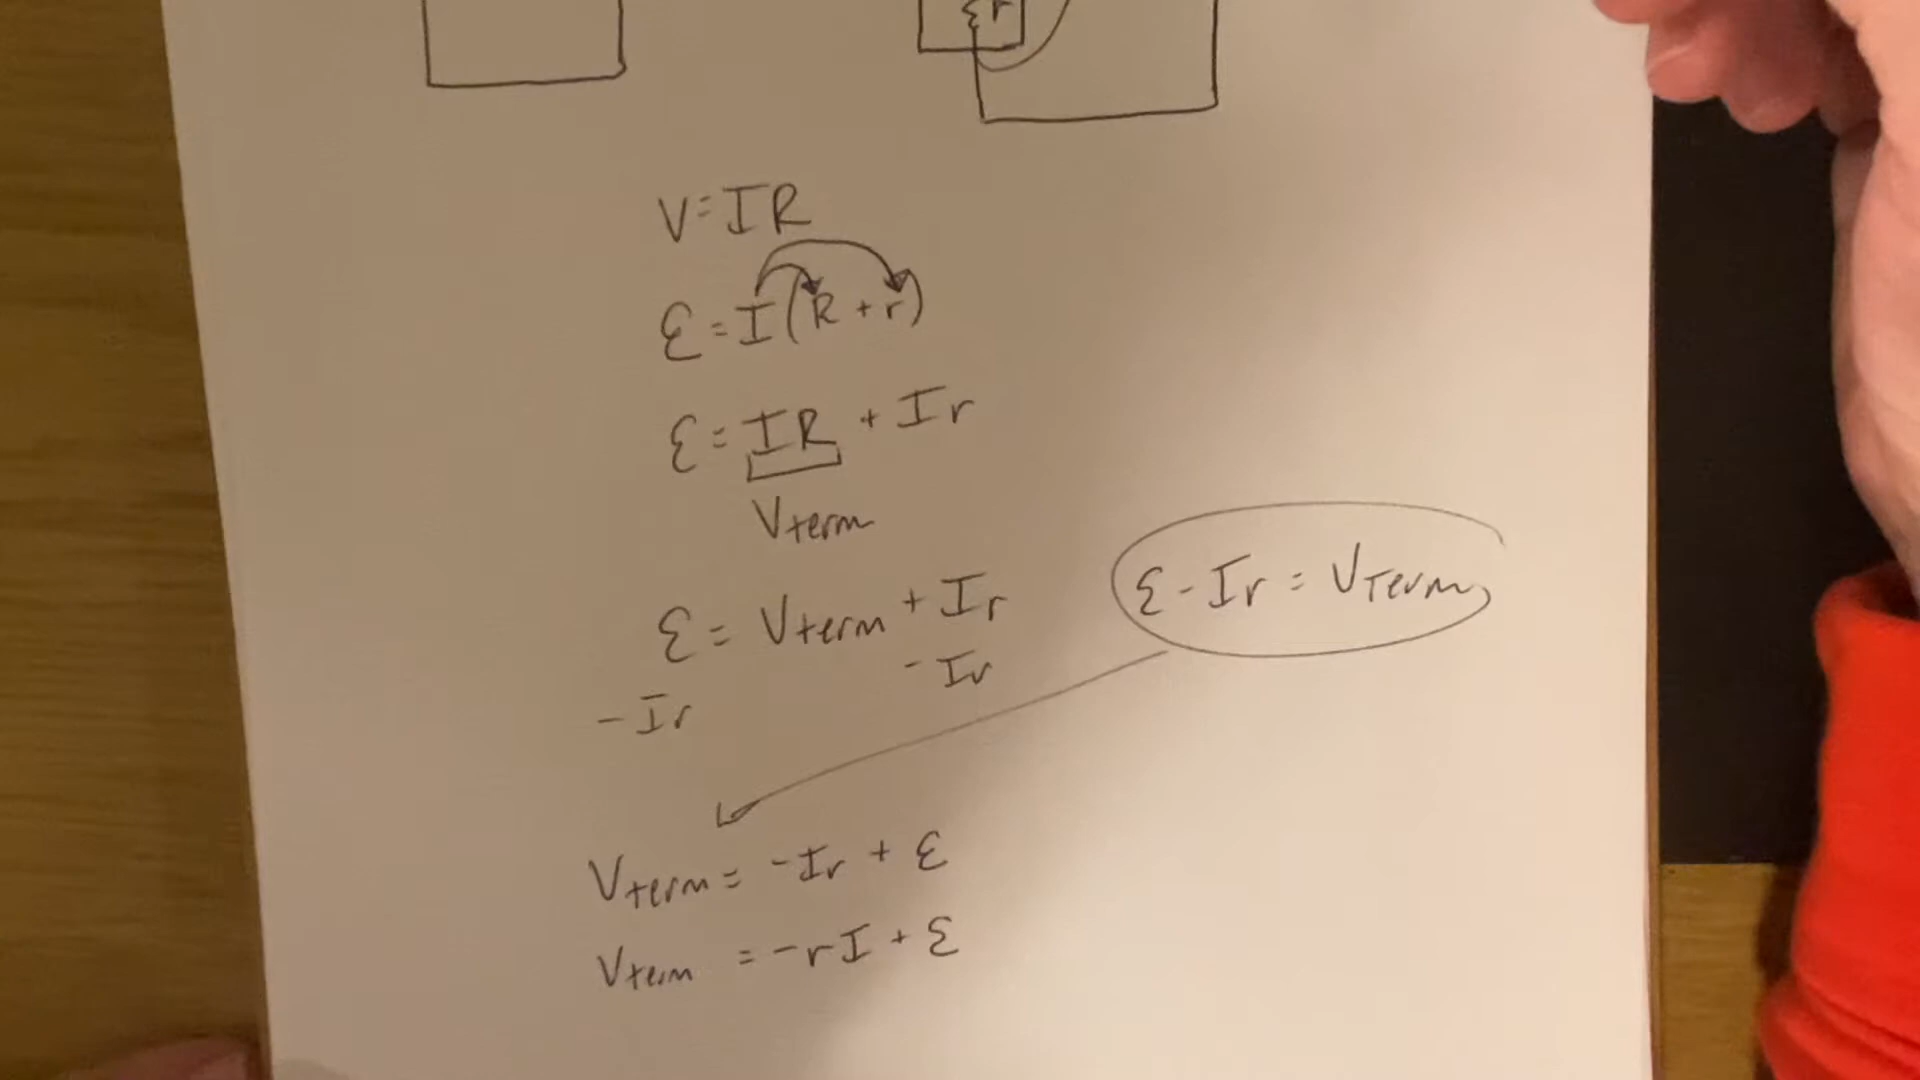 ε r
V = IR
ε = I(R + r)
ε = IR + Ir
Vterm
ε = Vterm + Ir
-Ir -Ir
ε - Ir = VTerm
Vterm = -Ir + ε
Vterm = -rI + ε